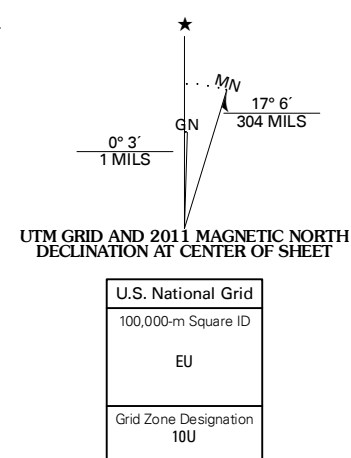 ★
MN
17° 6´
304 MILS
GN
0° 3´
1 MILS
UTM GRID AND 2011 MAGNETIC NORTH
DECLINATION AT CENTER OF SHEET
U.S. National Grid
100,000-m Square ID
EU
Grid Zone Designation
10U